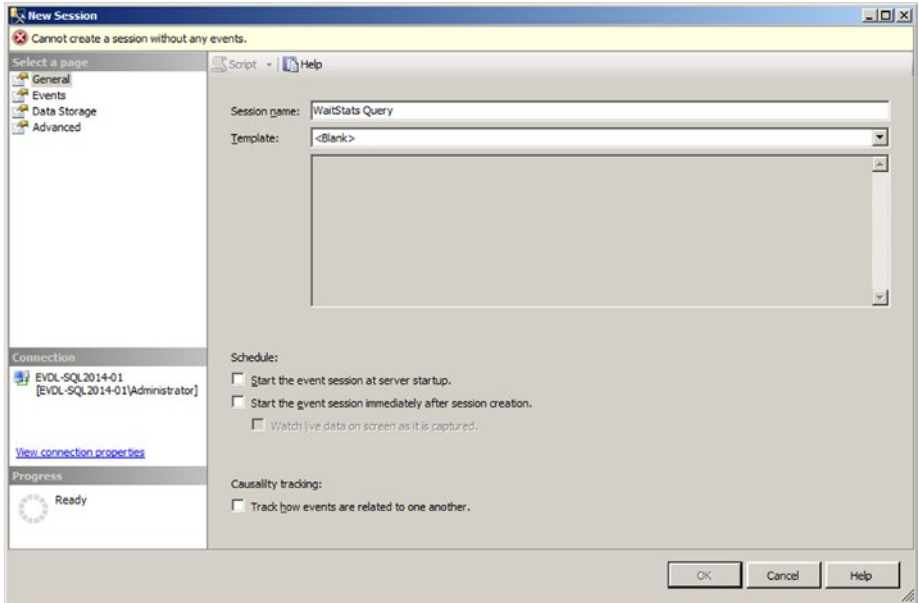 New Session
Cannot create a session without any events.
Select a page
General
Events
Data Storage
Advanced
Script
Help
Session name: WaitStats Query
Template: <Blank>
Connection
EVDL-SQL2014-01
[EVDL-SQL2014-01\Administrator]
View connection properties
Progress
Ready
Schedule:
Start the event session at server startup.
Start the event session immediately after session creation.
Watch live data on screen as it is captured.
Causality tracking:
Track how events are related to one another.
OK Cancel Help